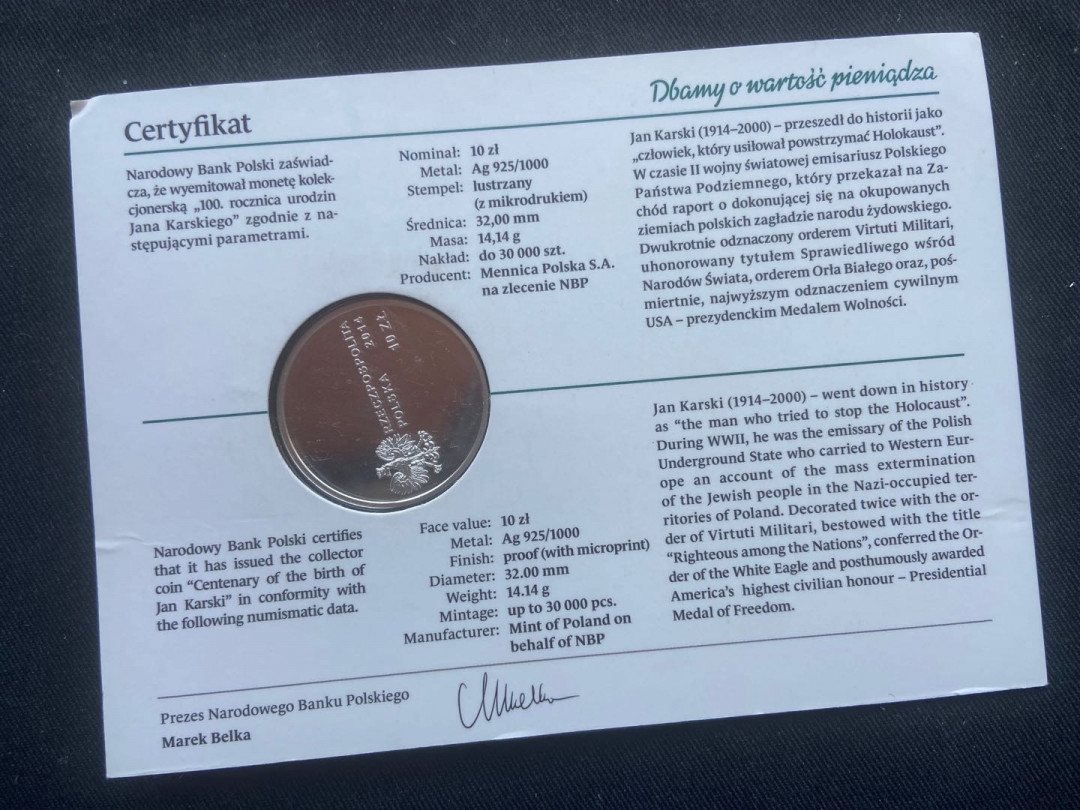 Dbamy o wartość pieniądza
Certyfikat
Narodowy Bank Polski zaświad-
cza, że wyemitował monetę kolek-
cjonerską „100. rocznica urodzin
Jana Karskiego” zgodnie z na-
stępującymi parametrami.
Nominał: 10 zł
Metal: Ag 925/1000
Stempel: lustrzany
(z mikrodrukiem)
Średnica: 32,00 mm
Masa: 14,14 g
Nakład: do 30 000 szt.
Producent: Mennica Polska S.A.
na zlecenie NBP
Jan Karski (1914–2000) – przeszedł do historii jako
„człowiek, który usiłował powstrzymać Holokaust”.
W czasie II wojny światowej emisariusz Polskiego
Państwa Podziemnego, który przekazał na Za-
chód raport o dokonującej się na okupowanych
ziemiach polskich zagładzie narodu żydowskiego.
Dwukrotnie odznaczony orderem Virtuti Militari,
uhonorowany tytułem Sprawiedliwego wśród
Narodów Świata, orderem Orła Białego oraz, poś-
miertnie, najwyższym odznaczeniem cywilnym
USA – prezydenckim Medalem Wolności.
RZECZPOSPOLITA
POLSKA 2014
10 ZŁ
Narodowy Bank Polski certifies
that it has issued the collector
coin “Centenary of the birth of
Jan Karski” in conformity with
the following numismatic data.
Face value: 10 zł
Metal: Ag 925/1000
Finish: proof (with microprint)
Diameter: 32.00 mm
Weight: 14.14 g
Mintage: up to 30 000 pcs.
Manufacturer: Mint of Poland on
behalf of NBP
Jan Karski (1914–2000) – went down in history
as “the man who tried to stop the Holocaust”.
During WWII, he was the emissary of the Polish
Underground State who carried to Western Eur-
ope an account of the mass extermination
of the Jewish people in the Nazi-occupied ter-
ritories of Poland. Decorated twice with the or-
der of Virtuti Militari, bestowed with the title
“Righteous among the Nations”, conferred the Or-
der of the White Eagle and posthumously awarded
America’s highest civilian honour – Presidential
Medal of Freedom.
Prezes Narodowego Banku Polskiego
Marek Belka